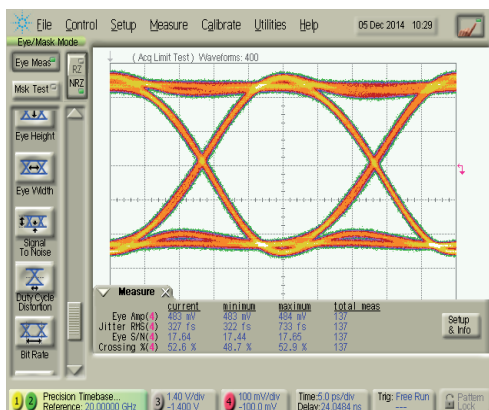 File Control Setup Measure Calibrate Utilities Help 05 Dec 2014 10:29
Eye/Mask Mode
Eye Meas
RZ
NRZ
Msk Test
( Acq Limit Test ) Waveforms: 400
Eye Height
Eye Width
Signal
To Noise
Duty Cycle
Distortion
Bit Rate
Measure
current minimum maximum total meas
Eye Amp(4) 483 mV 483 mV 484 mV 137
Jitter RMS(4) 327 fs 322 fs 733 fs 137
Eye S/N(4) 17.64 17.44 17.65 137
Crossing %(4) 52.6 % 48.7 % 52.9 % 137
Setup
& Info
1 2 Precision Timebase...
Reference: 20.00000 GHz
3 1.40 V/div
-1.400 V
4 100 mV/div
-100.0 mV
Time:5.0 ps/div
Delay:24.0484 ns
Trig: Free Run
----
Pattern
Lock